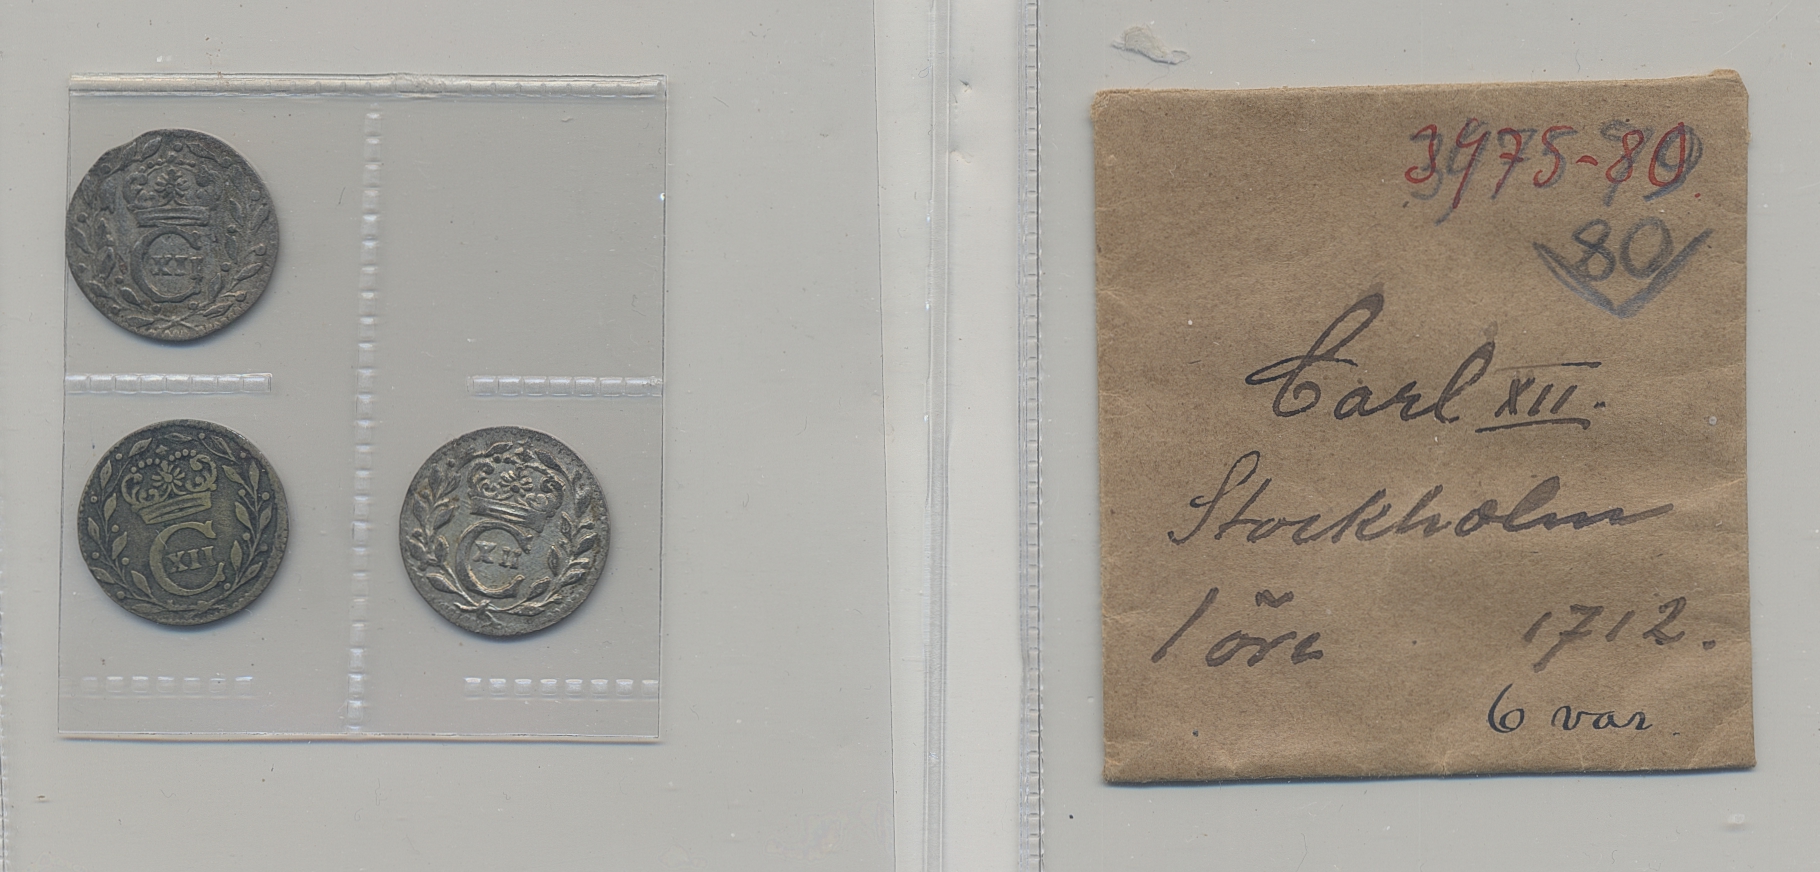 C XII
C XII
C XII
3975-80
80
Carl XII.
Stockholm
1 öre 1712.
6 var.